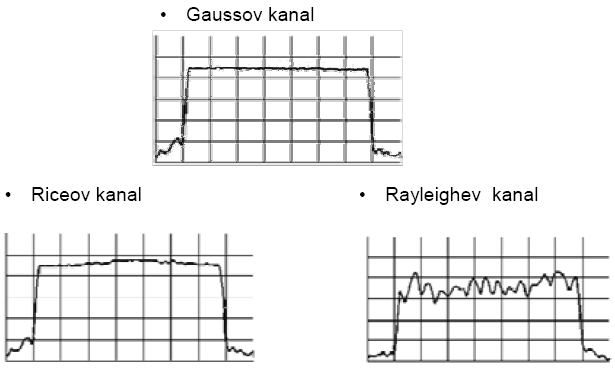 • Gaussov kanal
• Riceov kanal
• Rayleighev kanal